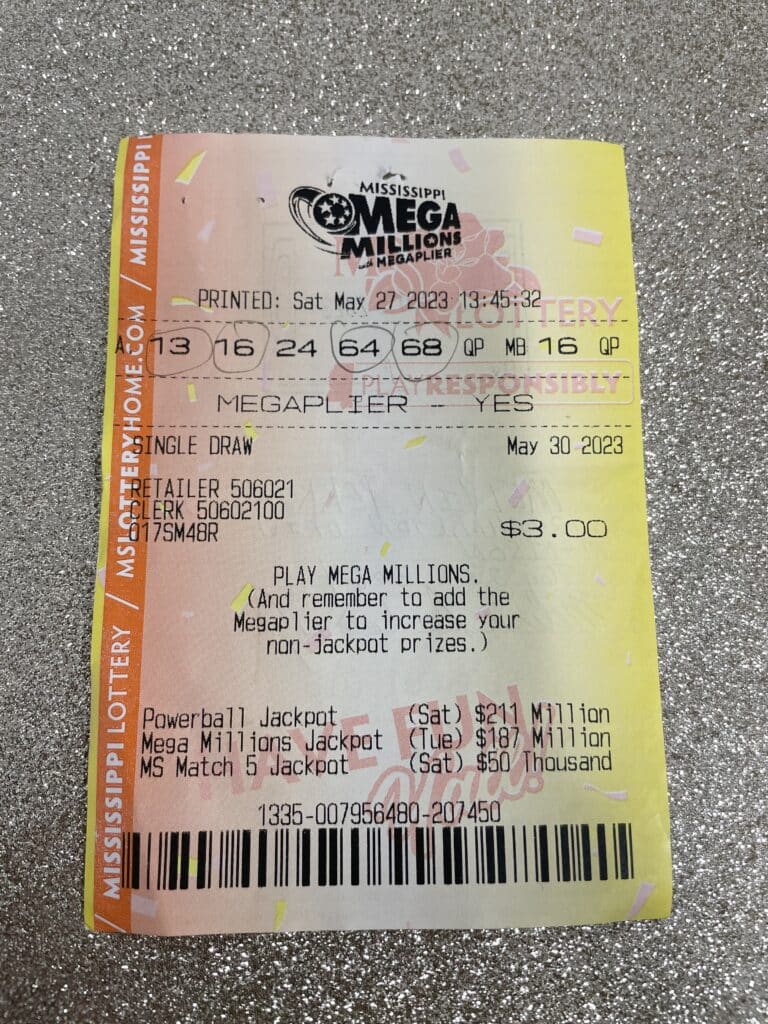 MISSISSIPPI
MEGA
MILLIONS
with MEGAPLIER
PRINTED: Sat May 27 2023 13:45:32
LOTTERY
A 13 16 24 64 68 QP MB 16 QP
PLAY RESPONSIBLY
MEGAPLIER - YES
SINGLE DRAW May 30 2023
RETAILER 506021
CLERK 50602100
017SM48R $3.00
PLAY MEGA MILLIONS.
(And remember to add the
Megaplier to increase your
non-jackpot prizes.)
HAVE FUN
Y'all!
Powerball Jackpot (Sat) $211 Million
Mega Millions Jackpot (Tue) $187 Million
MS Match 5 Jackpot (Sat) $50 Thousand
1335-007956480-207450
/ MISSISSIPPI LOTTERY / MSLOTTERYHOME.COM / MISSISSIPPI